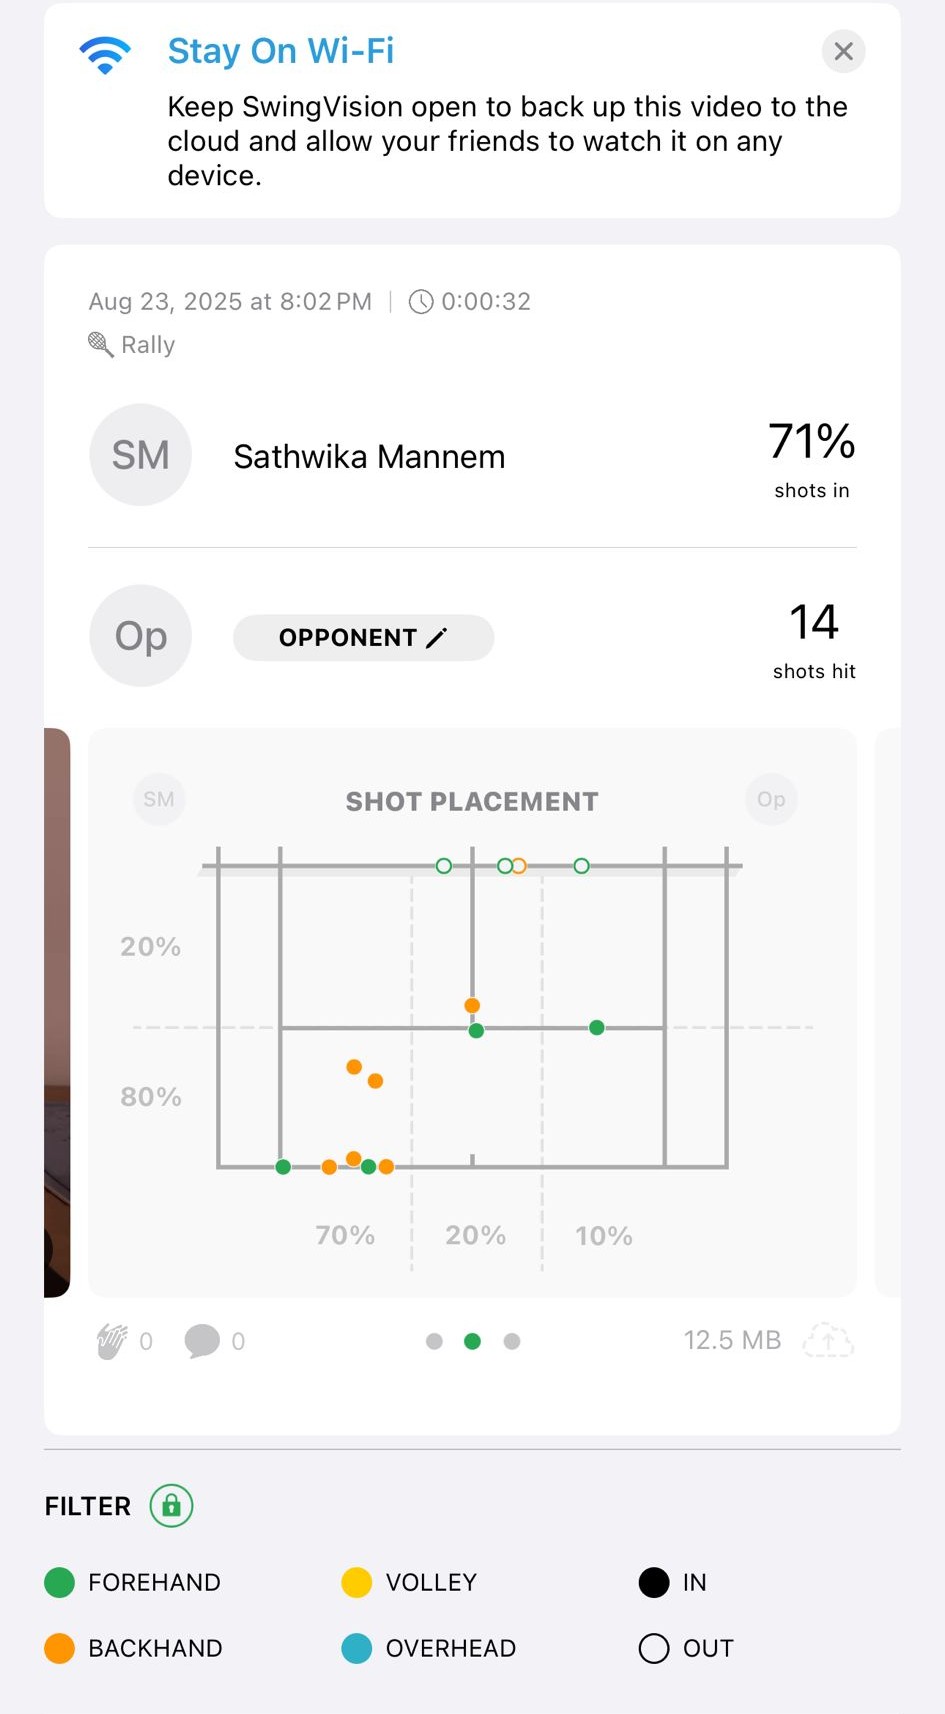 Stay On Wi-Fi
Keep SwingVision open to back up this video to the
cloud and allow your friends to watch it on any
device.
Aug 23, 2025 at 8:02 PM | 0:00:32
Rally
SM
Sathwika Mannem
71%
shots in
Op
OPPONENT
14
shots hit
SM
SHOT PLACEMENT
Op
20%
80%
70%
20%
10%
0
0
12.5 MB
FILTER
FOREHAND
VOLLEY
IN
BACKHAND
OVERHEAD
OUT